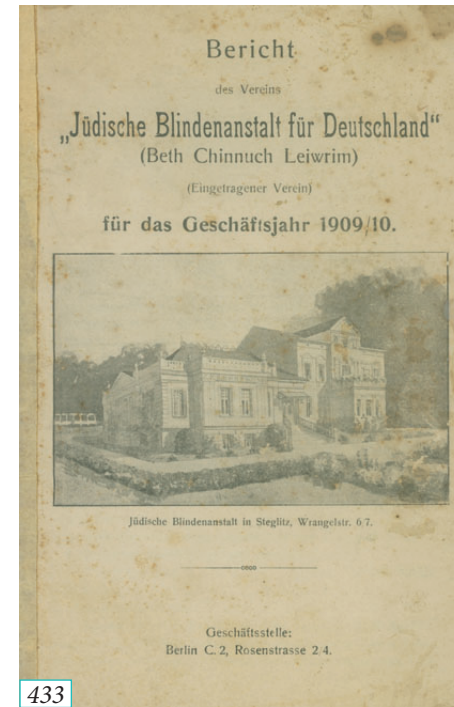 Bericht
des Vereins
„Jüdische Blindenanstalt für Deutschland“
(Beth Chinnuch Leiwrim)
(Eingetragener Verein)
für das Geschäftsjahr 1909/10.
Jüdische Blindenanstalt in Steglitz, Wrangelstr. 6/7.
Geschäftsstelle:
Berlin C. 2, Rosenstrasse 2/4.
433